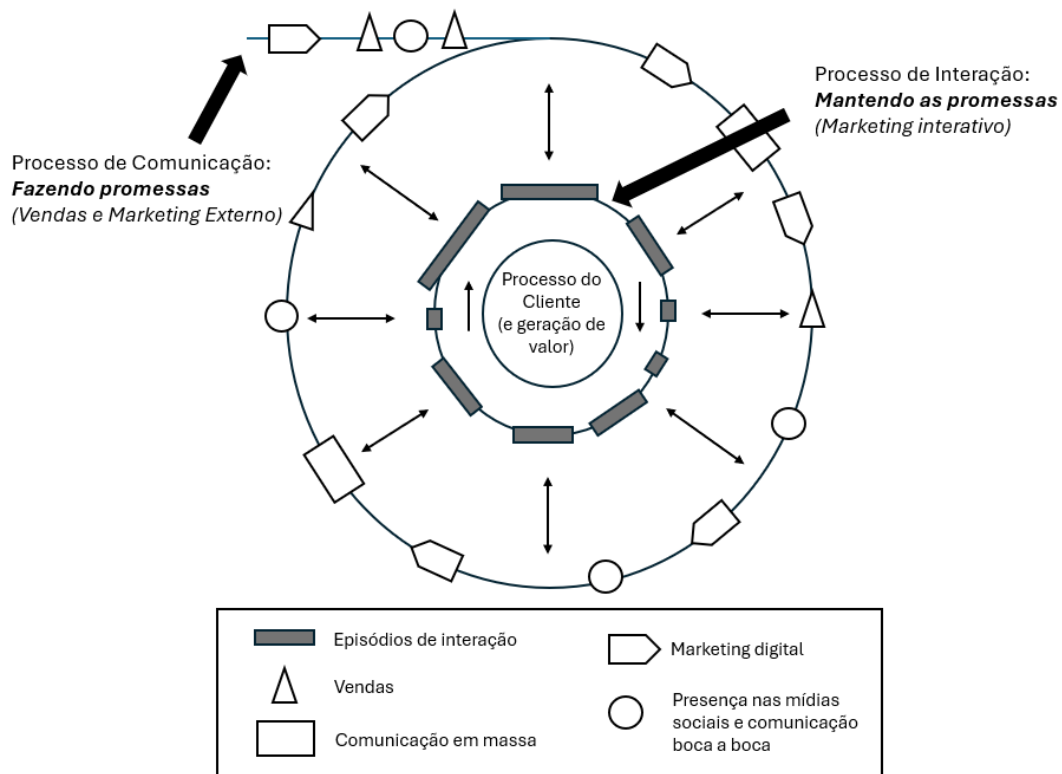 Processo de Interação:
Mantendo as promessas
(Marketing interativo)
Processo de Comunicação:
Fazendo promessas
(Vendas e Marketing Externo)
Processo do
Cliente
(e geração de
valor)
Episódios de interação
Vendas
Comunicação em massa
Marketing digital
Presença nas mídias
sociais e comunicação
boca a boca